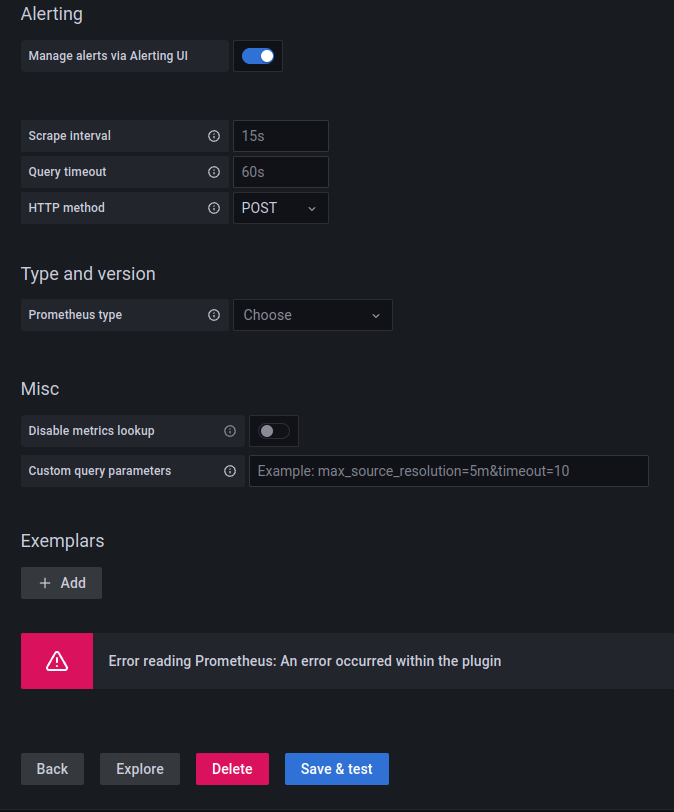 Alerting
Manage alerts via Alerting UI
Scrape interval 15s
Query timeout 60s
HTTP method POST
Type and version
Prometheus type Choose
Misc
Disable metrics lookup
Custom query parameters Example: max_source_resolution=5m&timeout=10
Exemplars
+ Add
Error reading Prometheus: An error occurred within the plugin
Back Explore Delete Save & test